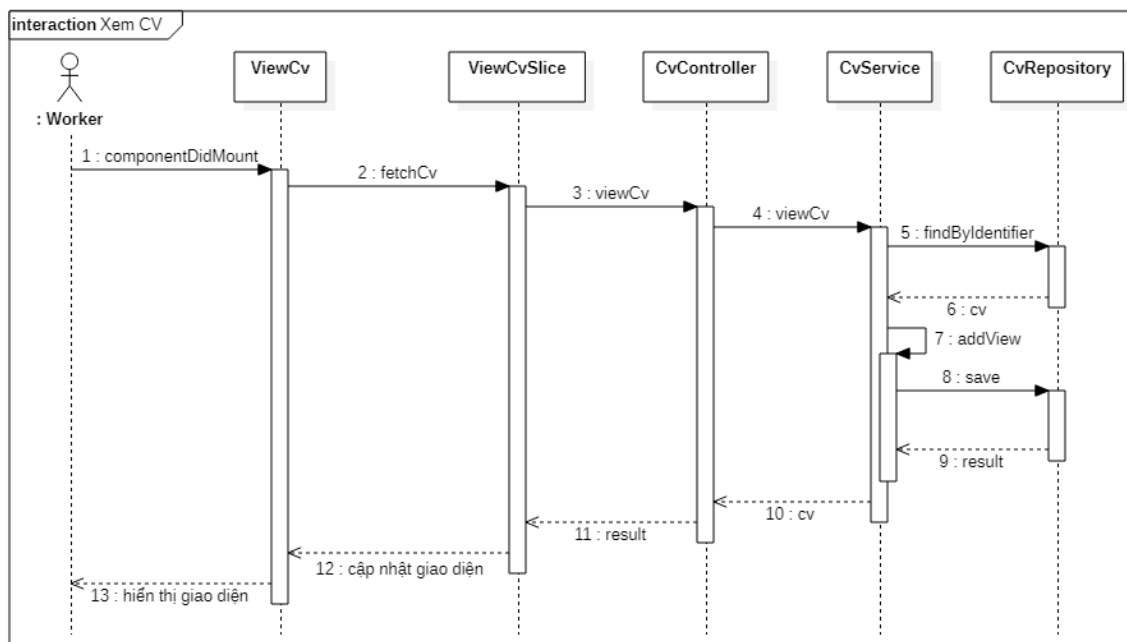 interaction Xem CV
ViewCv
ViewCvSlice
CvController
CvService
CvRepository
: Worker
1 : componentDidMount
2 : fetchCv
3 : viewCv
4 : viewCv
5 : findByIdentifier
6 : cv
7 : addView
8 : save
9 : result
10 : cv
11 : result
12 : cập nhật giao diện
13 : hiển thị giao diện